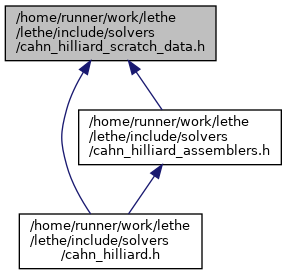 /home/runner/work/lethe
/lethe/include/solvers
/cahn_hilliard_scratch_data.h
/home/runner/work/lethe
/lethe/include/solvers
/cahn_hilliard_assemblers.h
/home/runner/work/lethe
/lethe/include/solvers
/cahn_hilliard.h